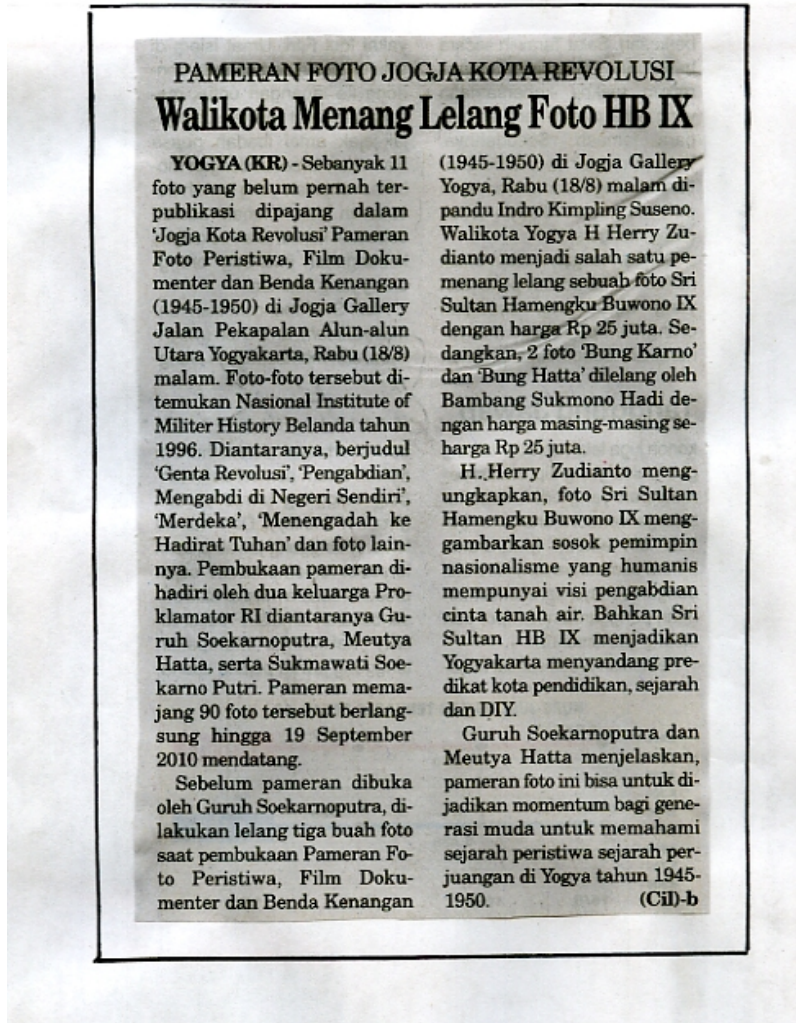 PAMERAN FOTO JOGJA KOTA REVOLUSI
Walikota Menang Lelang Foto HB IX
YOGYA (KR) - Sebanyak 11
foto yang belum pernah ter-
publikasi dipajang dalam
‘Jogja Kota Revolusi’ Pameran
Foto Peristiwa, Film Doku-
menter dan Benda Kenangan
(1945-1950) di Jogja Gallery
Jalan Pekapalan Alun-alun
Utara Yogyakarta, Rabu (18/8)
malam. Foto-foto tersebut di-
temukan Nasional Institute of
Militer History Belanda tahun
1996. Diantaranya, berjudul
‘Genta Revolusi’, ‘Pengabdian’,
Mengabdi di Negeri Sendiri’,
‘Merdeka’, ‘Menengadah ke
Hadirat Tuhan’ dan foto lain-
nya. Pembukaan pameran di-
hadiri oleh dua keluarga Pro-
klamator RI diantaranya Gu-
ruh Soekarnoputra, Meutya
Hatta, serta Sukmawati Soe-
karno Putri. Pameran mema-
jang 90 foto tersebut berlang-
sung hingga 19 September
2010 mendatang.
Sebelum pameran dibuka
oleh Guruh Soekarnoputra, di-
lakukan lelang tiga buah foto
saat pembukaan Pameran Fo-
to Peristiwa, Film Doku-
menter dan Benda Kenangan
(1945-1950) di Jogja Gallery
Yogya, Rabu (18/8) malam di-
pandu Indro Kimpling Suseno.
Walikota Yogya H Herry Zu-
dianto menjadi salah satu pe-
menang lelang sebuah foto Sri
Sultan Hamengku Buwono IX
dengan harga Rp 25 juta. Se-
dangkan, 2 foto ‘Bung Karno’
dan ‘Bung Hatta’ dilelang oleh
Bambang Sukmono Hadi de-
ngan harga masing-masing se-
harga Rp 25 juta.
H. Herry Zudianto meng-
ungkapkan, foto Sri Sultan
Hamengku Buwono IX meng-
gambarkan sosok pemimpin
nasionalisme yang humanis
mempunyai visi pengabdian
cinta tanah air. Bahkan Sri
Sultan HB IX menjadikan
Yogyakarta menyandang pre-
dikat kota pendidikan, sejarah
dan DIY.
Guruh Soekarnoputra dan
Meutya Hatta menjelaskan,
pameran foto ini bisa untuk di-
jadikan momentum bagi gene-
rasi muda untuk memahami
sejarah peristiwa sejarah per-
juangan di Yogya tahun 1945-
1950. (Cil)-b